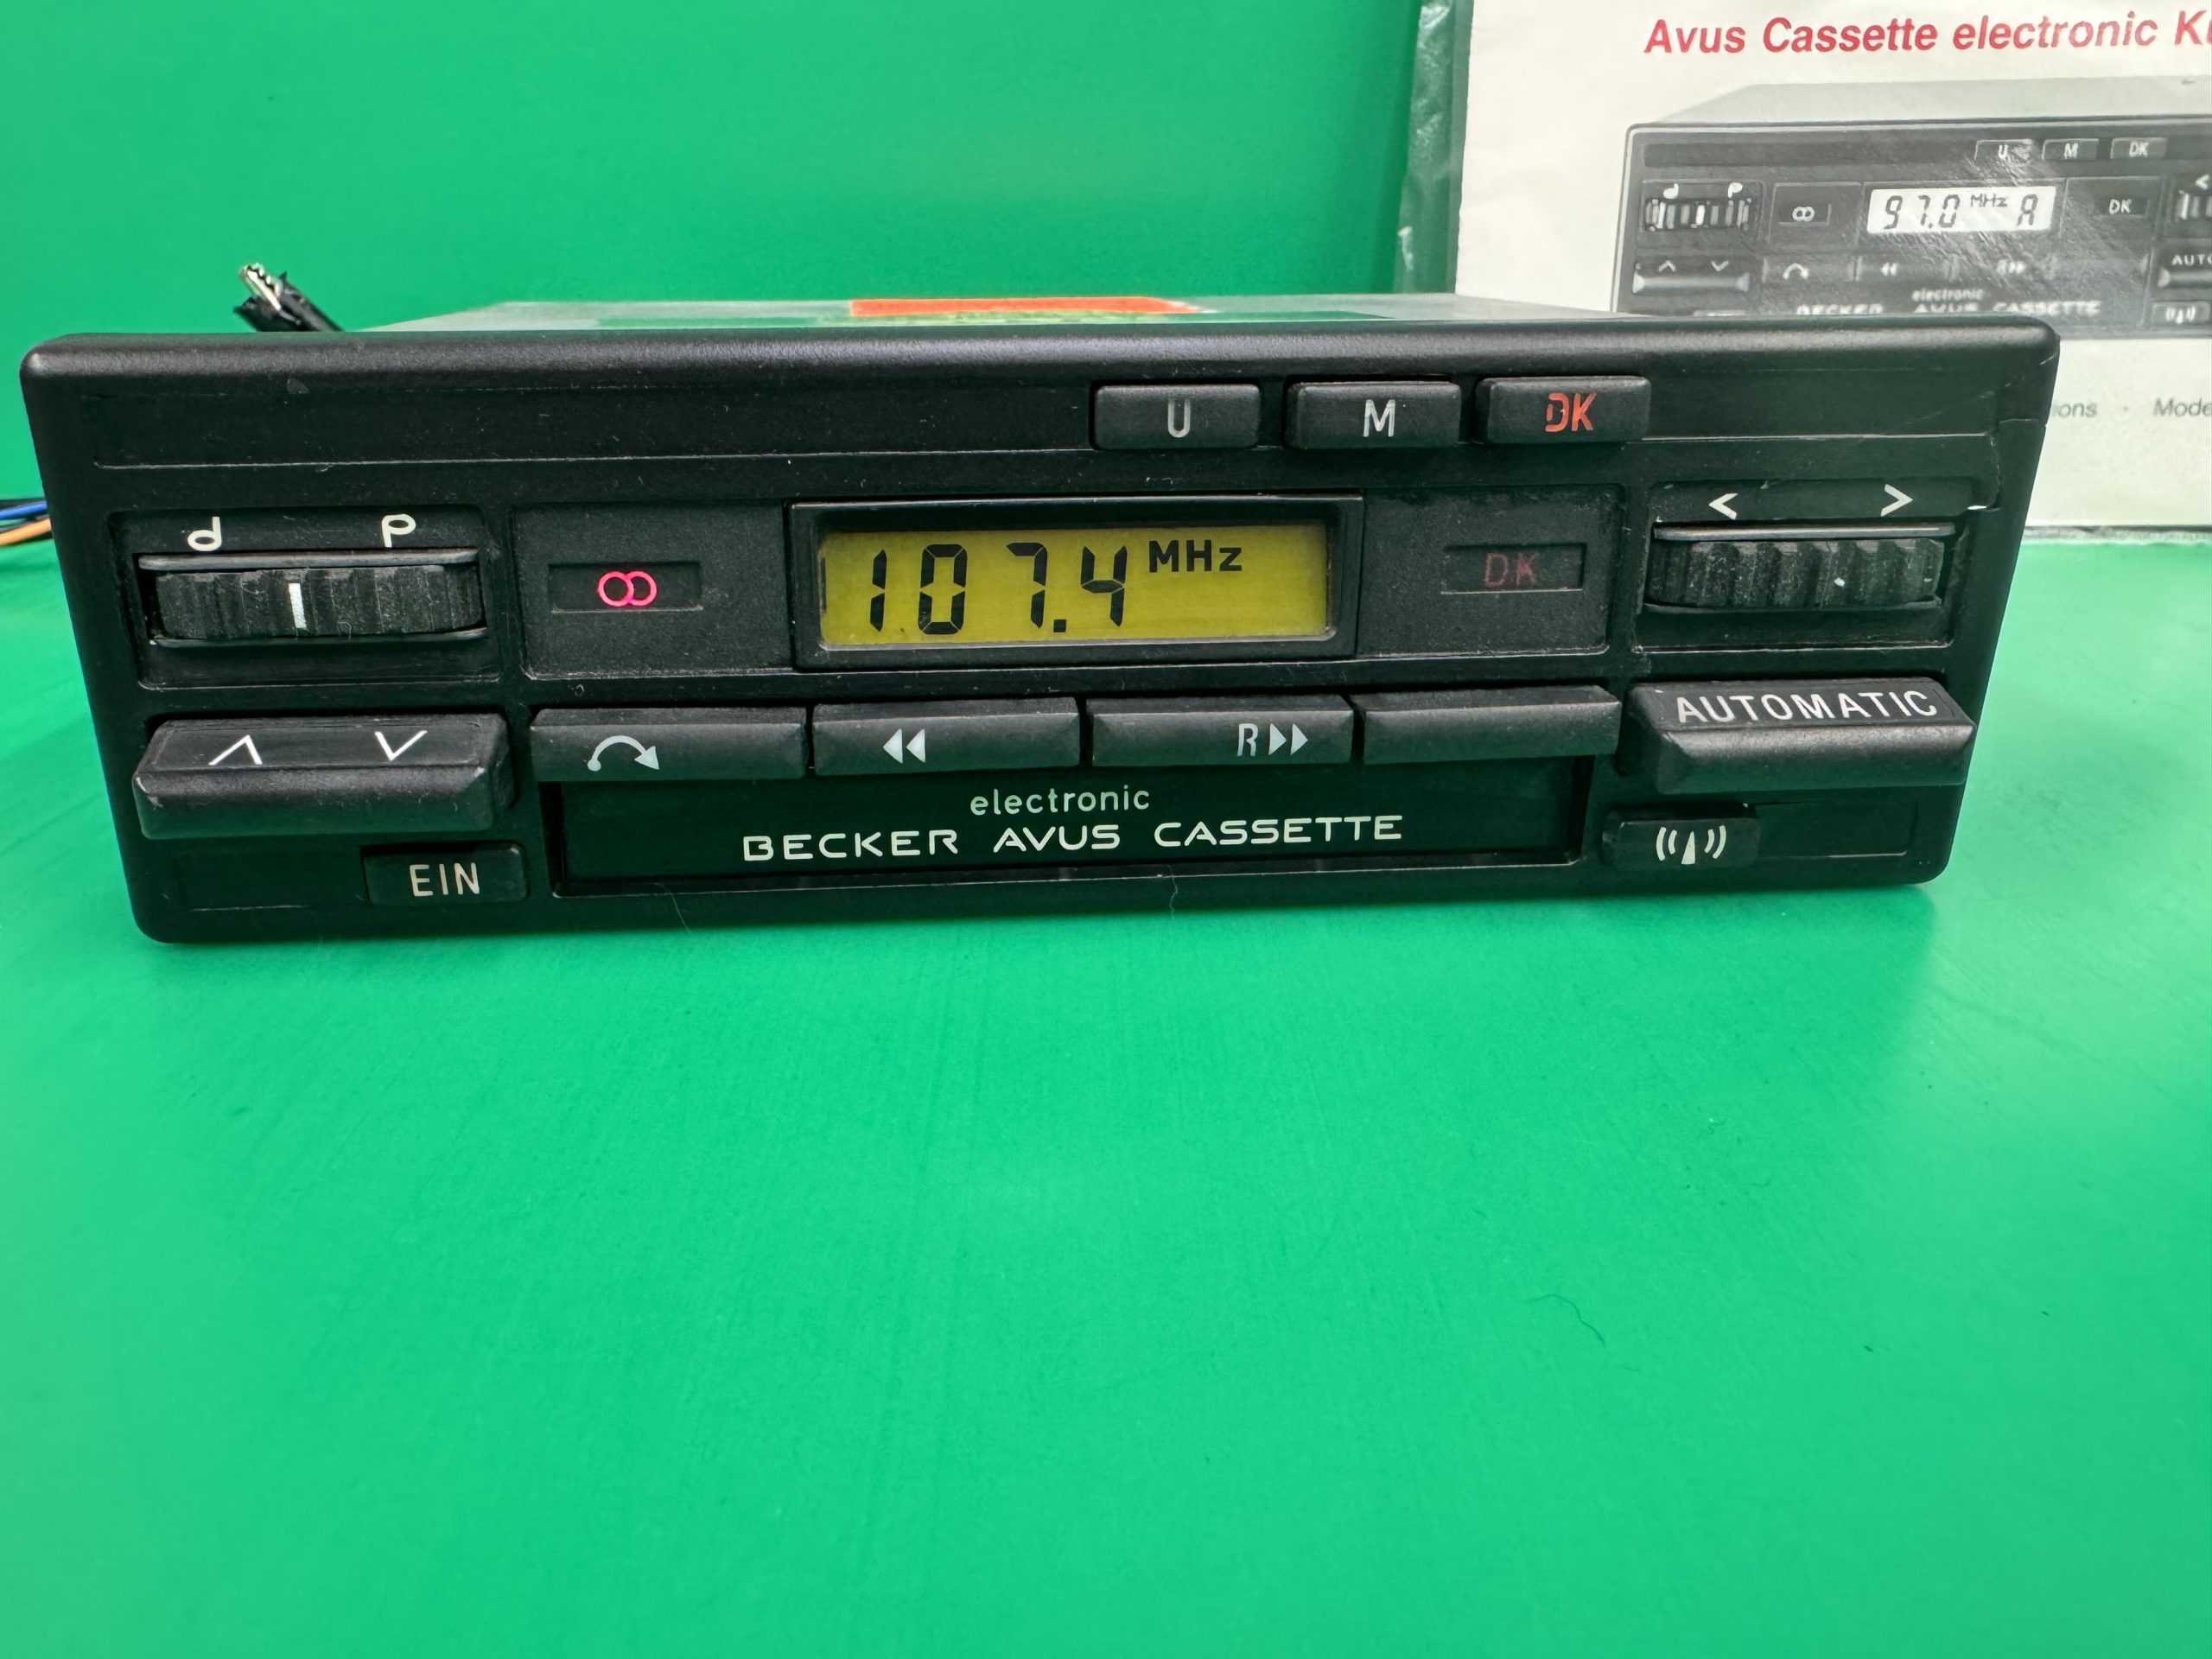 Avus Cassette electronic
U M DK
97.0 MHz A
DK
electronic
BECKER AVUS CASSETTE
Mode
U M DK
107.4 MHz
DK
AUTOMATIC
R
electronic
BECKER AVUS CASSETTE
EIN